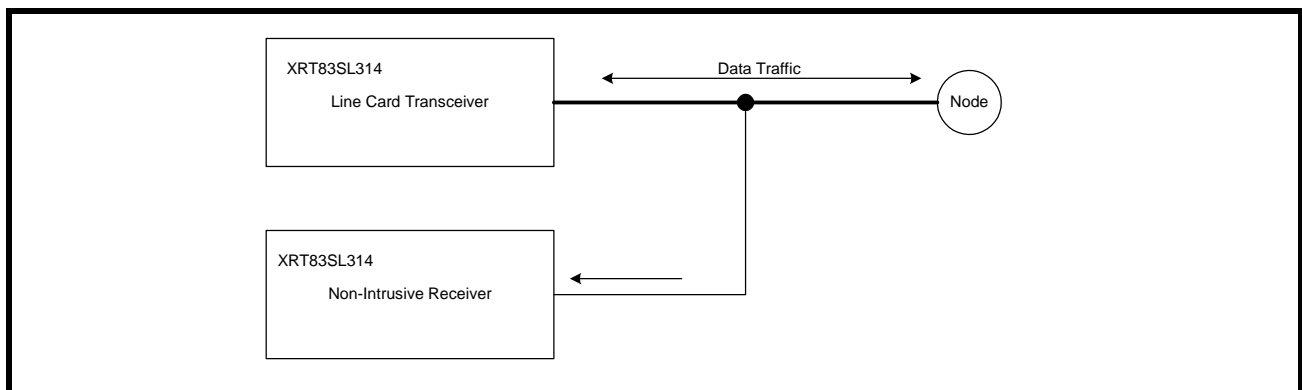 XRT83SL314
Line Card Transceiver
Data Traffic
Node
XRT83SL314
Non-Intrusive Receiver